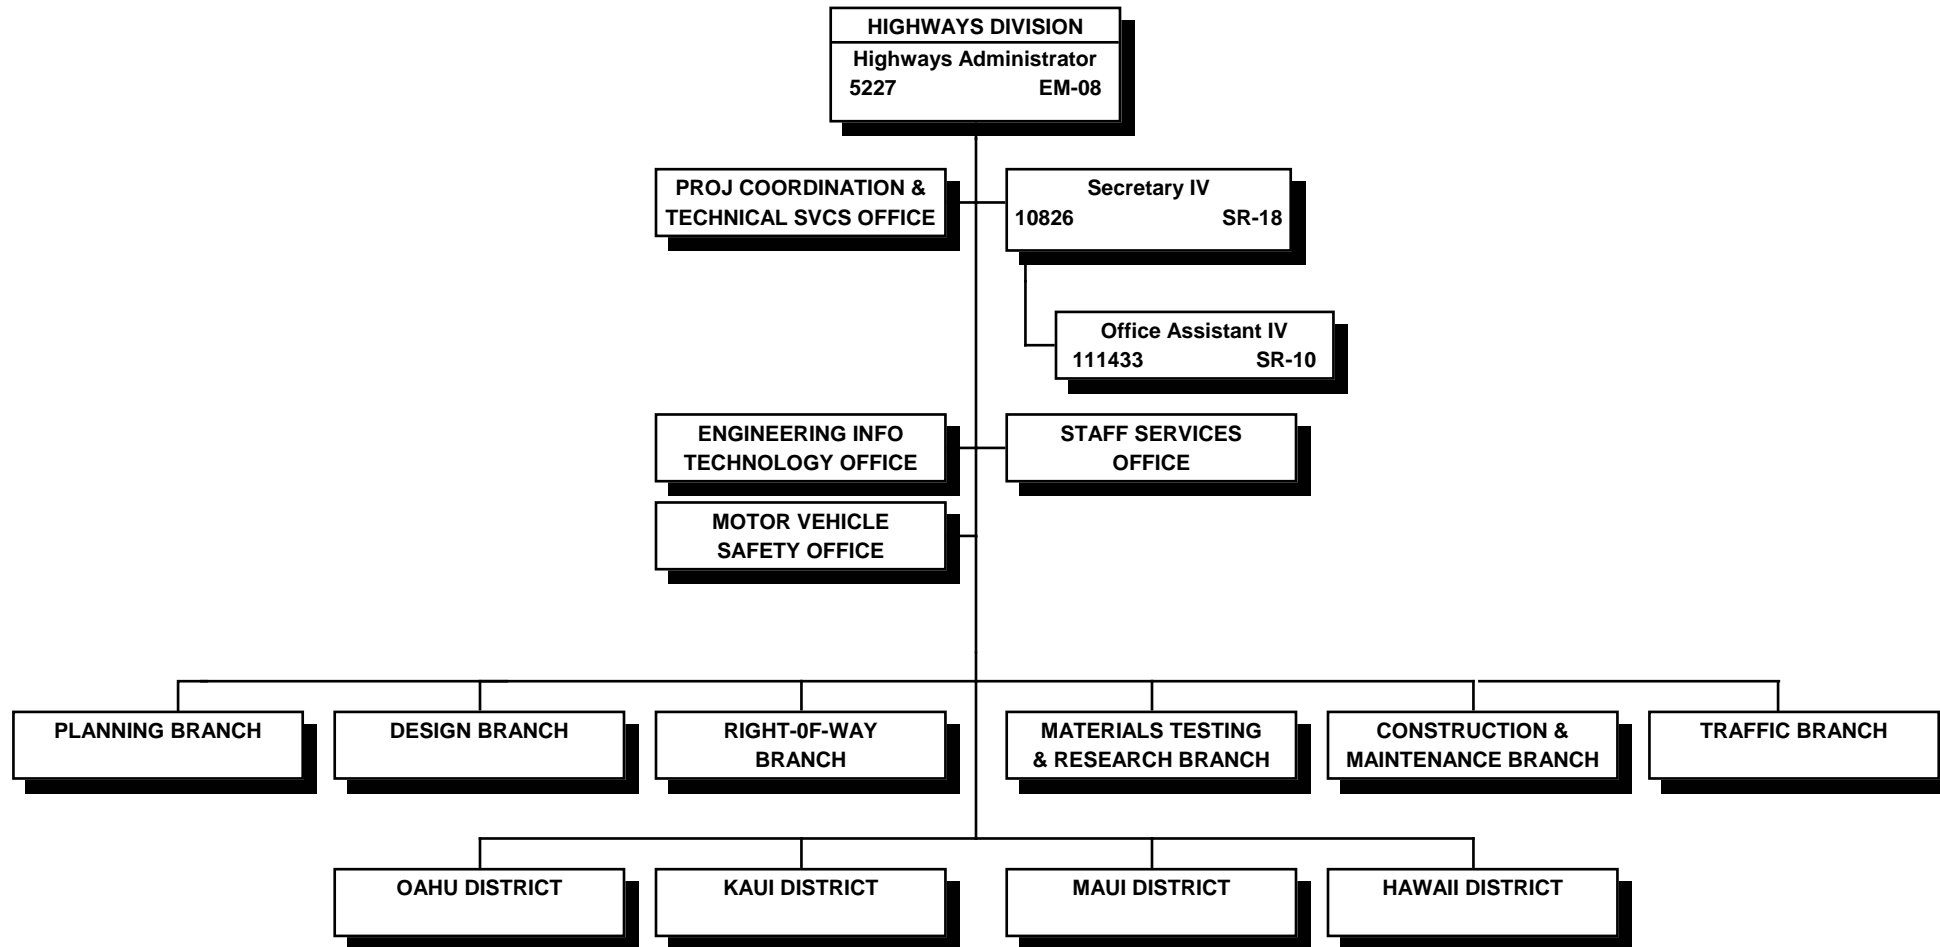 HIGHWAYS DIVISION
Highways Administrator
5227 EM-08
PROJ COORDINATION &
TECHNICAL SVCS OFFICE
Secretary IV
10826 SR-18
Office Assistant IV
111433 SR-10
ENGINEERING INFO
TECHNOLOGY OFFICE
STAFF SERVICES
OFFICE
MOTOR VEHICLE
SAFETY OFFICE
PLANNING BRANCH
DESIGN BRANCH
RIGHT-0F-WAY
BRANCH
MATERIALS TESTING
& RESEARCH BRANCH
CONSTRUCTION &
MAINTENANCE BRANCH
TRAFFIC BRANCH
OAHU DISTRICT
KAUI DISTRICT
MAUI DISTRICT
HAWAII DISTRICT